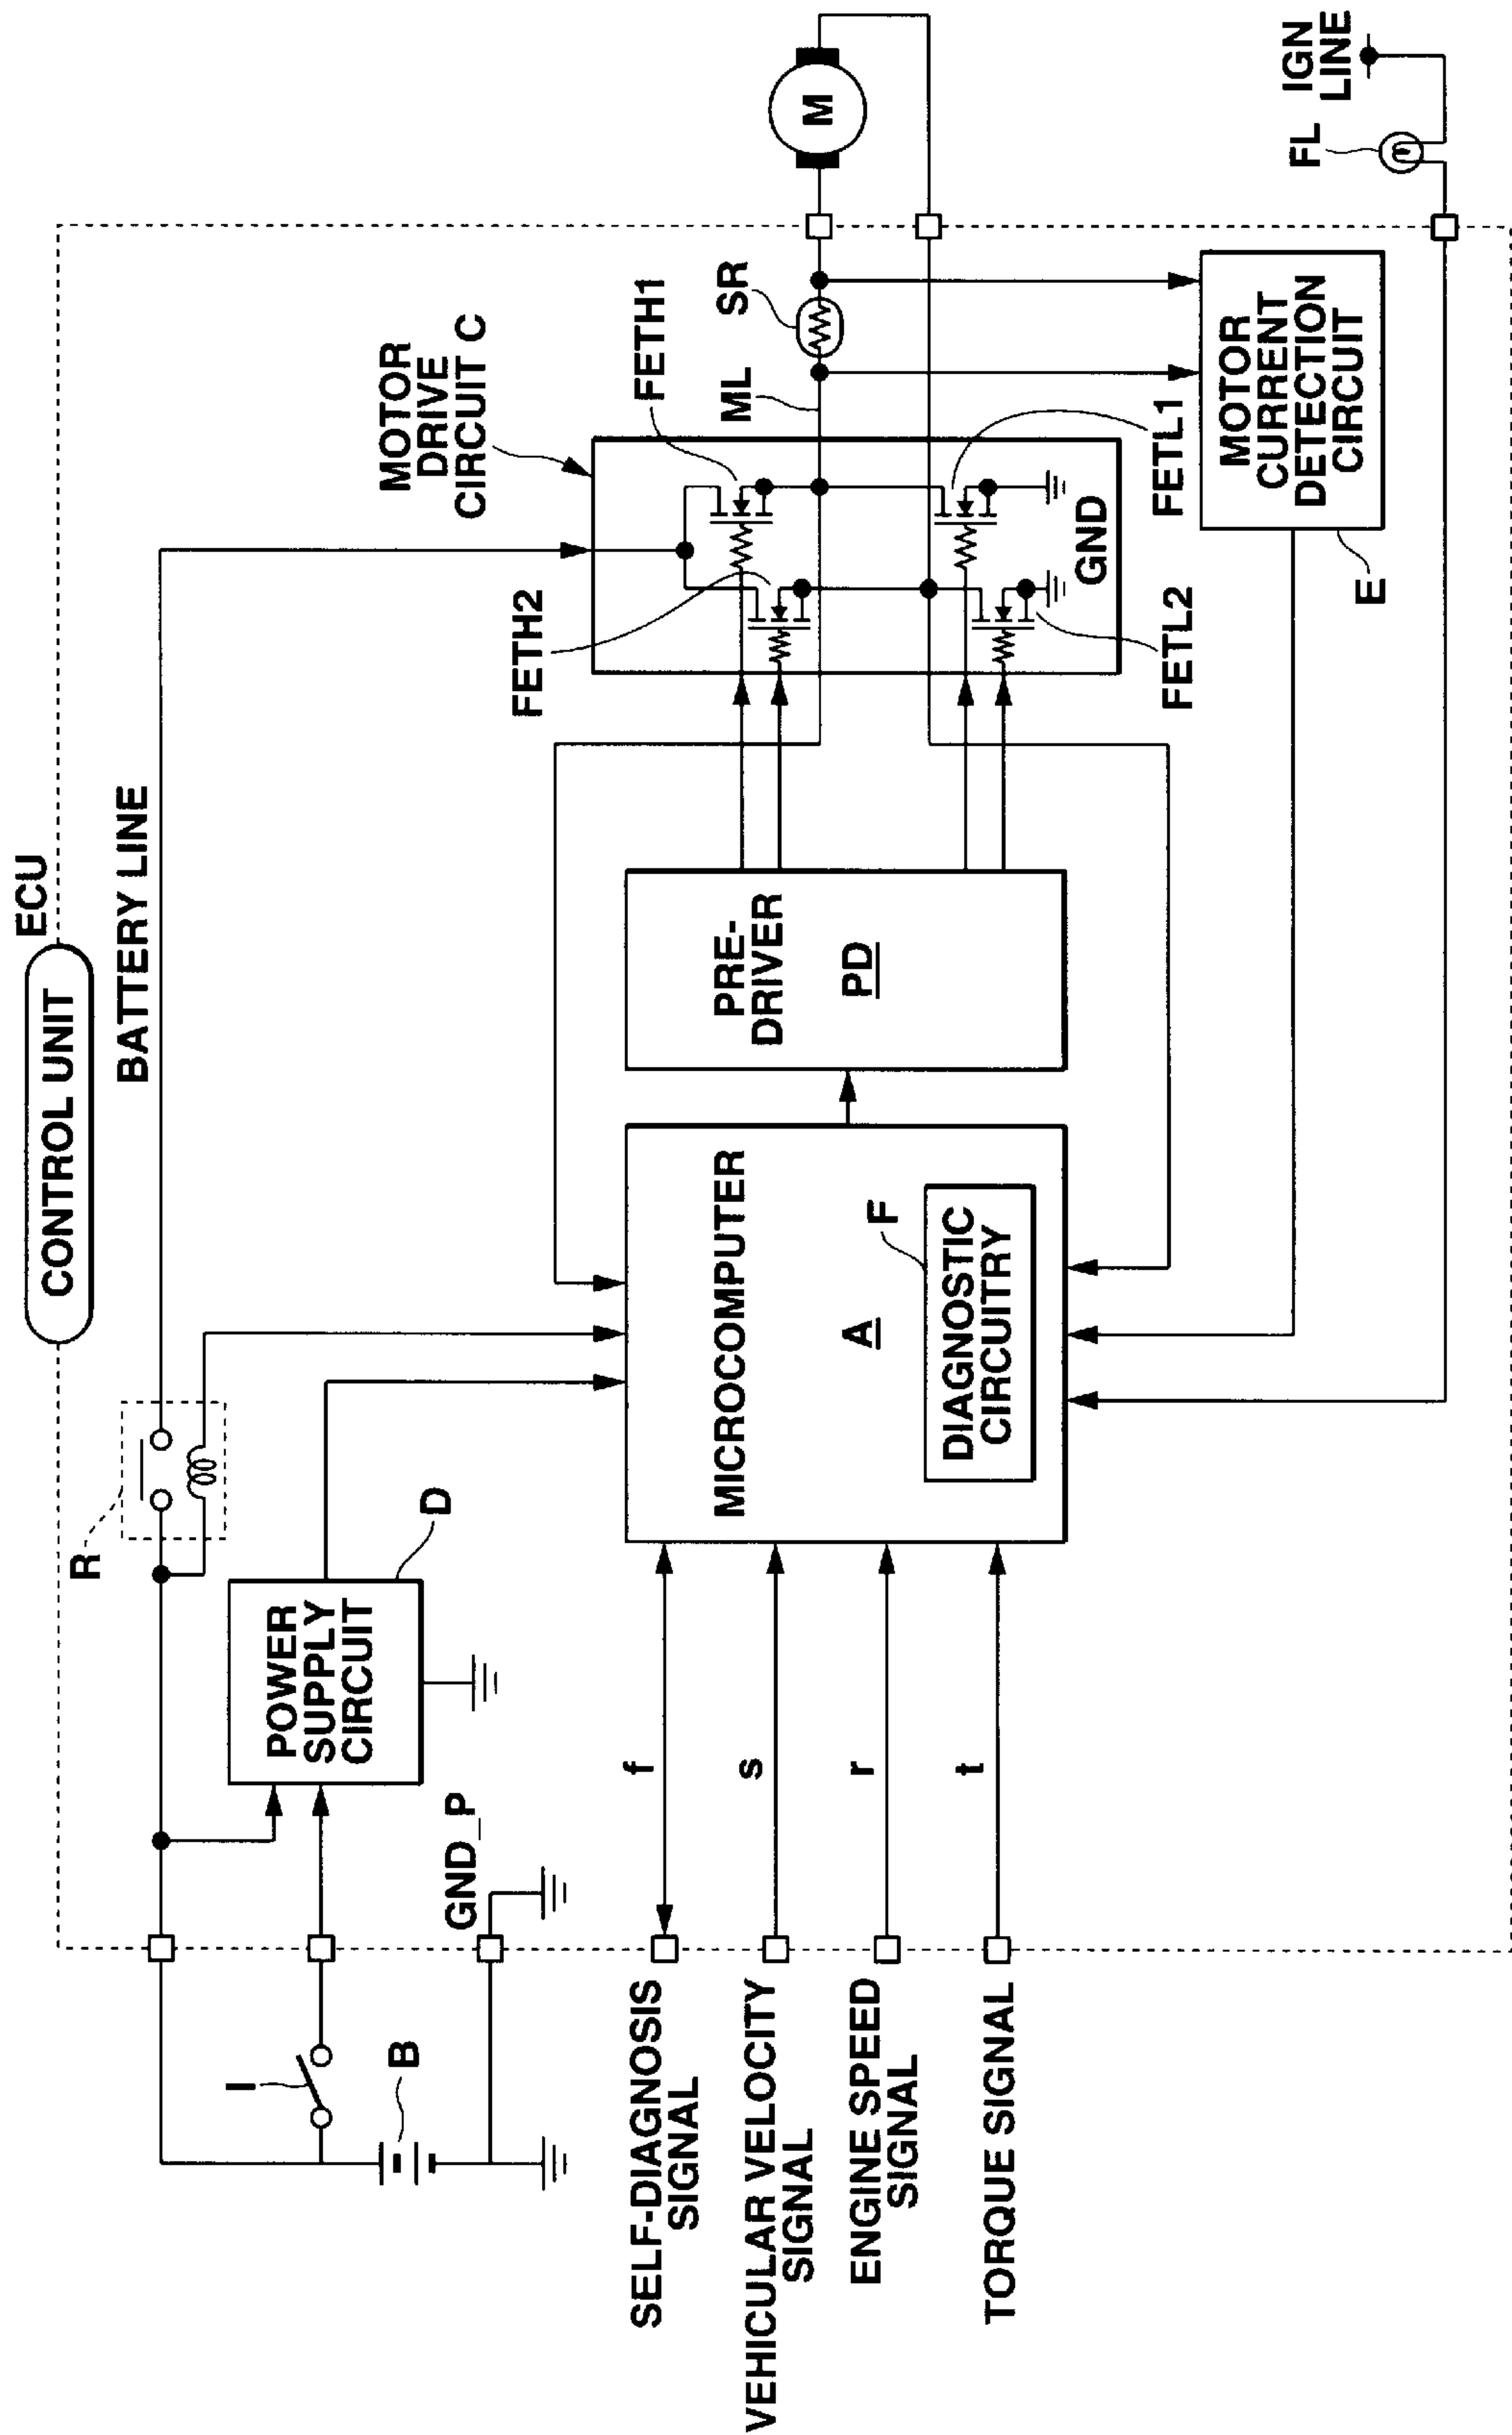 CONTROL UNIT
ECU
BATTERY LINE
R
POWER
SUPPLY
CIRCUIT
D
I
B
GND_P
MOTOR
DRIVE
CIRCUIT C
FETH2
FETH1
ML
SR
M
GND
FETL2
FETL1
SELF-DIAGNOSIS
SIGNAL
f
VEHICULAR VELOCITY
SIGNAL
s
ENGINE SPEED
SIGNAL
r
TORQUE SIGNAL
t
MICROCOMPUTER
A
F
DIAGNOSTIC
CIRCUITRY
PRE-
DRIVER
PD
MOTOR
CURRENT
DETECTION
CIRCUIT
E
FL
IGN
LINE